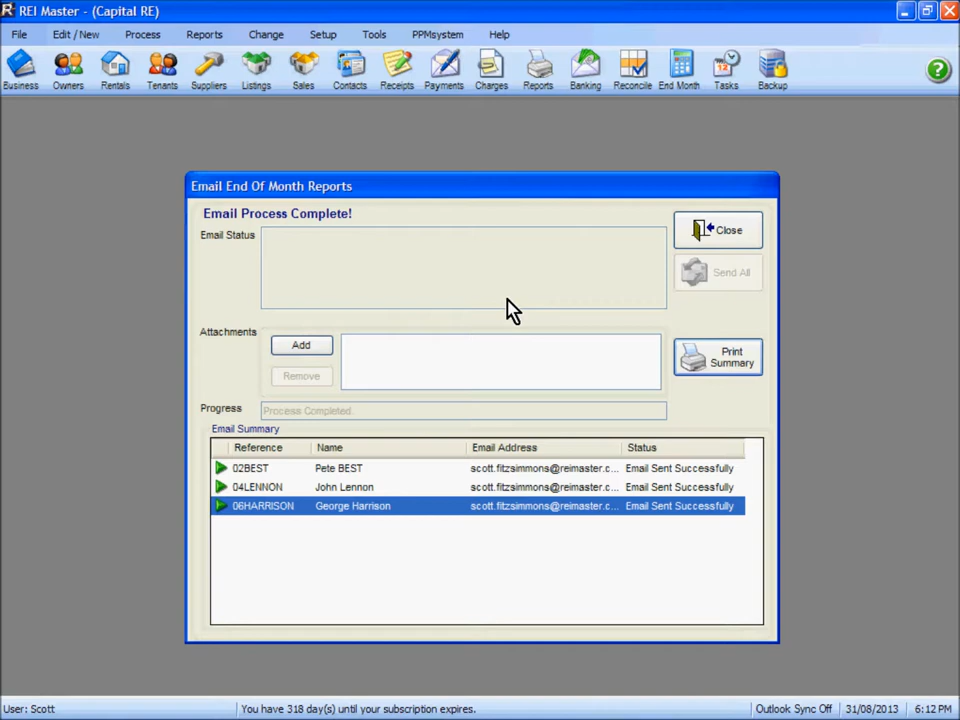 REI Master - (Capital RE)
File Edit / New Process Reports Change Setup Tools PPMsystem Help
Business Owners Rentals Tenants Suppliers Listings Sales Contacts Receipts Payments Charges Reports Banking Reconcile End Month Tasks Backup
Email End Of Month Reports
Email Process Complete!
Email Status
Close
Send All
Attachments
Add
Remove
Print Summary
Progress Process Completed.
Email Summary
Reference Name Email Address Status
02BEST Pete BEST scott.fitzsimmons@reimaster.c... Email Sent Successfully
04LENNON John Lennon scott.fitzsimmons@reimaster.c... Email Sent Successfully
06HARRISON George Harrison scott.fitzsimmons@reimaster.c... Email Sent Successfully
User: Scott You have 318 day(s) until your subscription expires. Outlook Sync Off 31/08/2013 6:12 PM